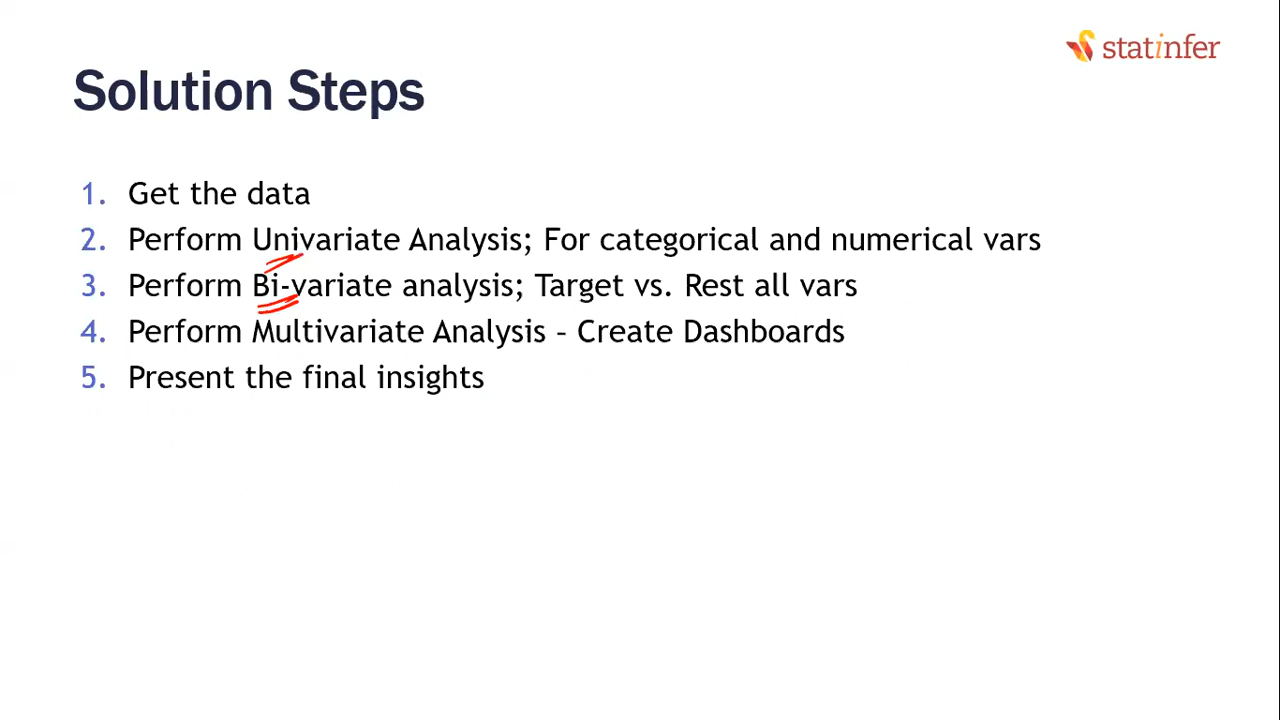 statinfer
Solution Steps
1. Get the data
2. Perform Univariate Analysis; For categorical and numerical vars
3. Perform Bi-variate analysis; Target vs. Rest all vars
4. Perform Multivariate Analysis – Create Dashboards
5. Present the final insights